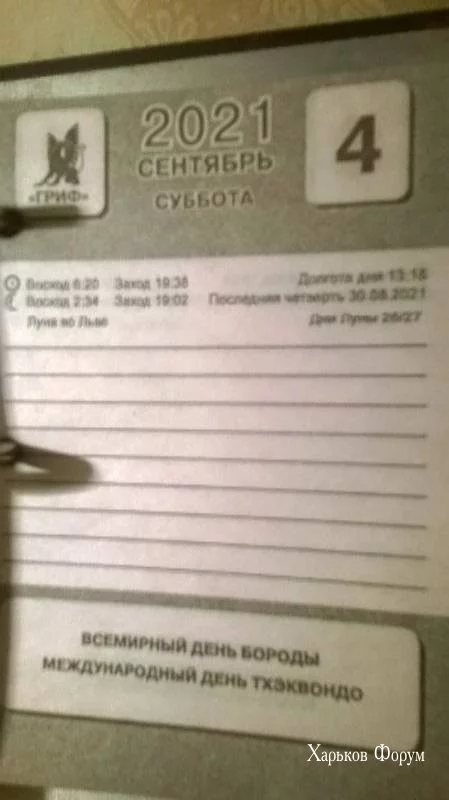 2021
СЕНТЯБРЬ
СУББОТА
4
«ГРИФ»
Восход 6:20 Заход 19:38 Долгота дня 13:18
Восход 2:34 Заход 19:02 Последняя четверть 30.08.2021
Луна во Льве Дни Луны 26/27
ВСЕМИРНЫЙ ДЕНЬ БОРОДЫ
МЕЖДУНАРОДНЫЙ ДЕНЬ ТХЭКВОНДО
Харьков Форум